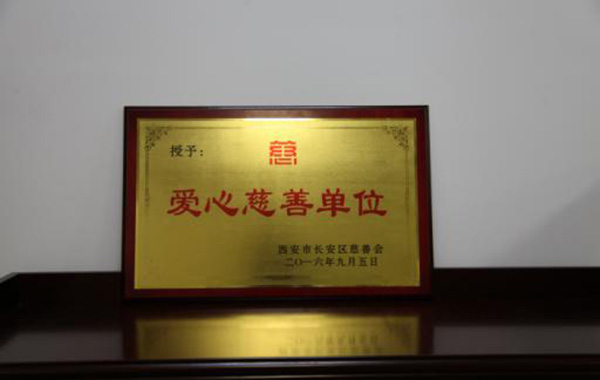 授予：
慈
爱心慈善单位
西安市长安区慈善会
二〇一六年九月五日